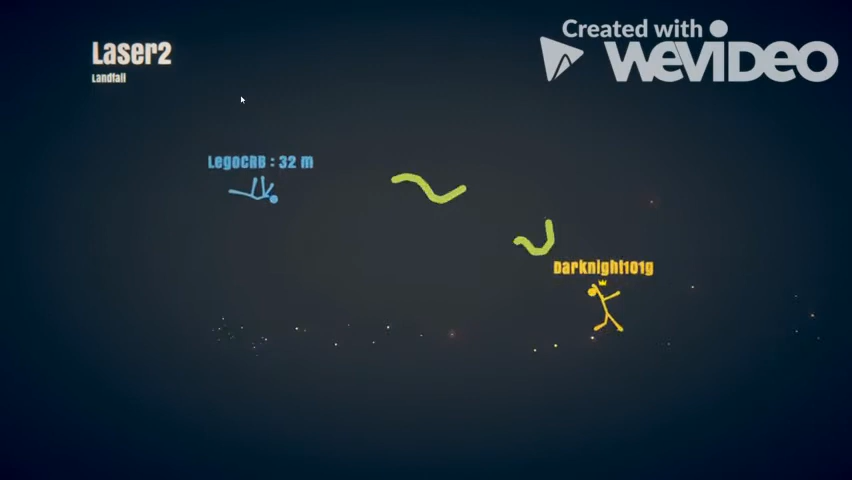 Created with
WEVIDEO
Laser2
Landfall
LegoCRB : 32 m
Darknight101g